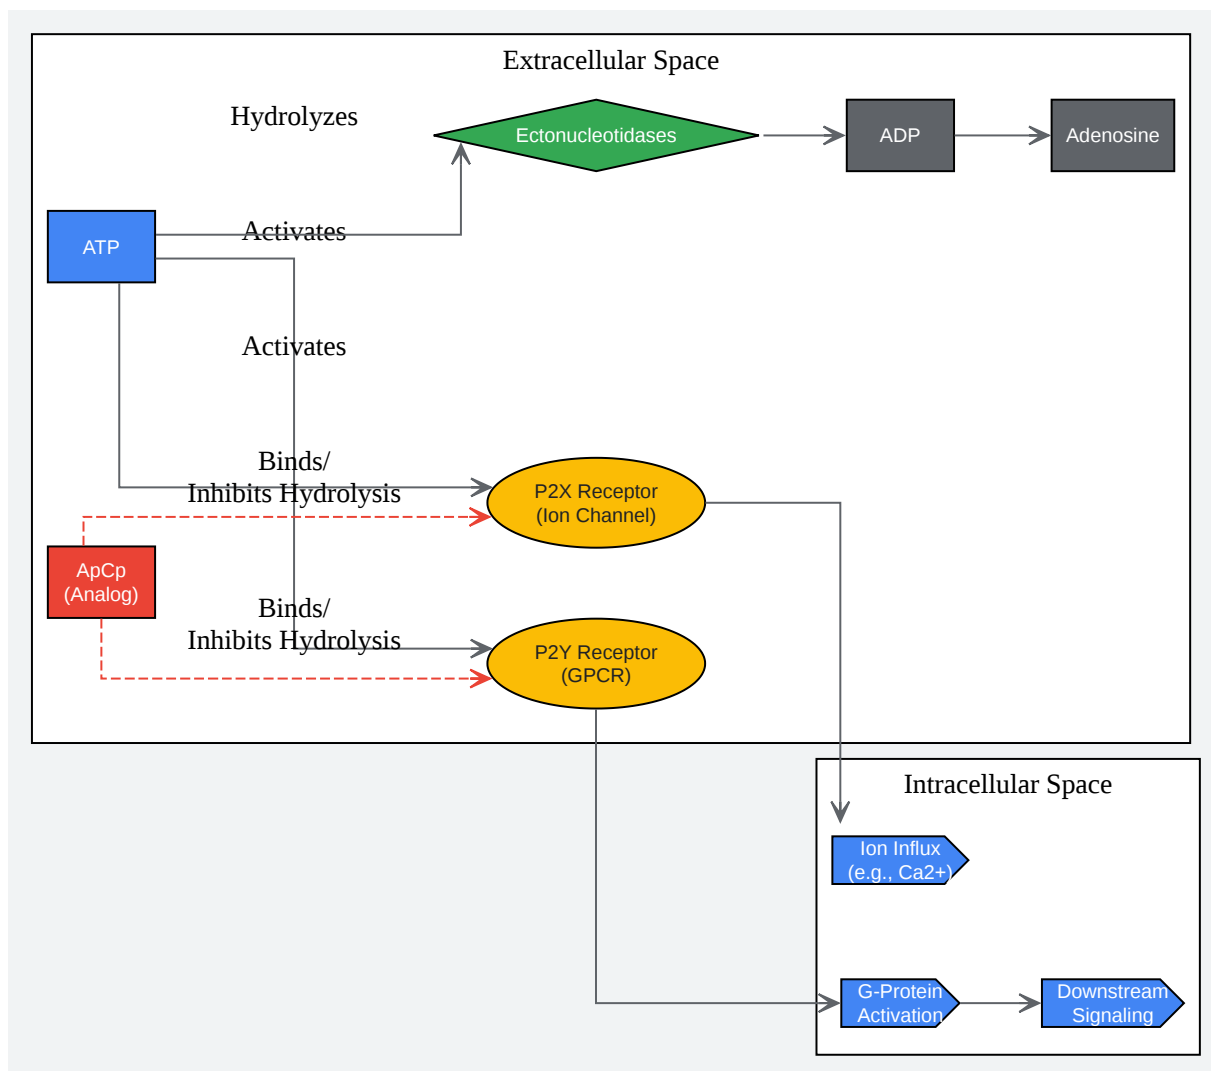 Extracellular Space
Hydrolyzes
Ectonucleotidases
ADP
Adenosine
Activates
ATP
Activates
Binds/
Inhibits Hydrolysis
P2X Receptor
(Ion Channel)
ApCp
(Analog)
Binds/
Inhibits Hydrolysis
P2Y Receptor
(GPCR)
Intracellular Space
Ion Influx
(e.g., Ca2+)
G-Protein
Activation
Downstream
Signaling